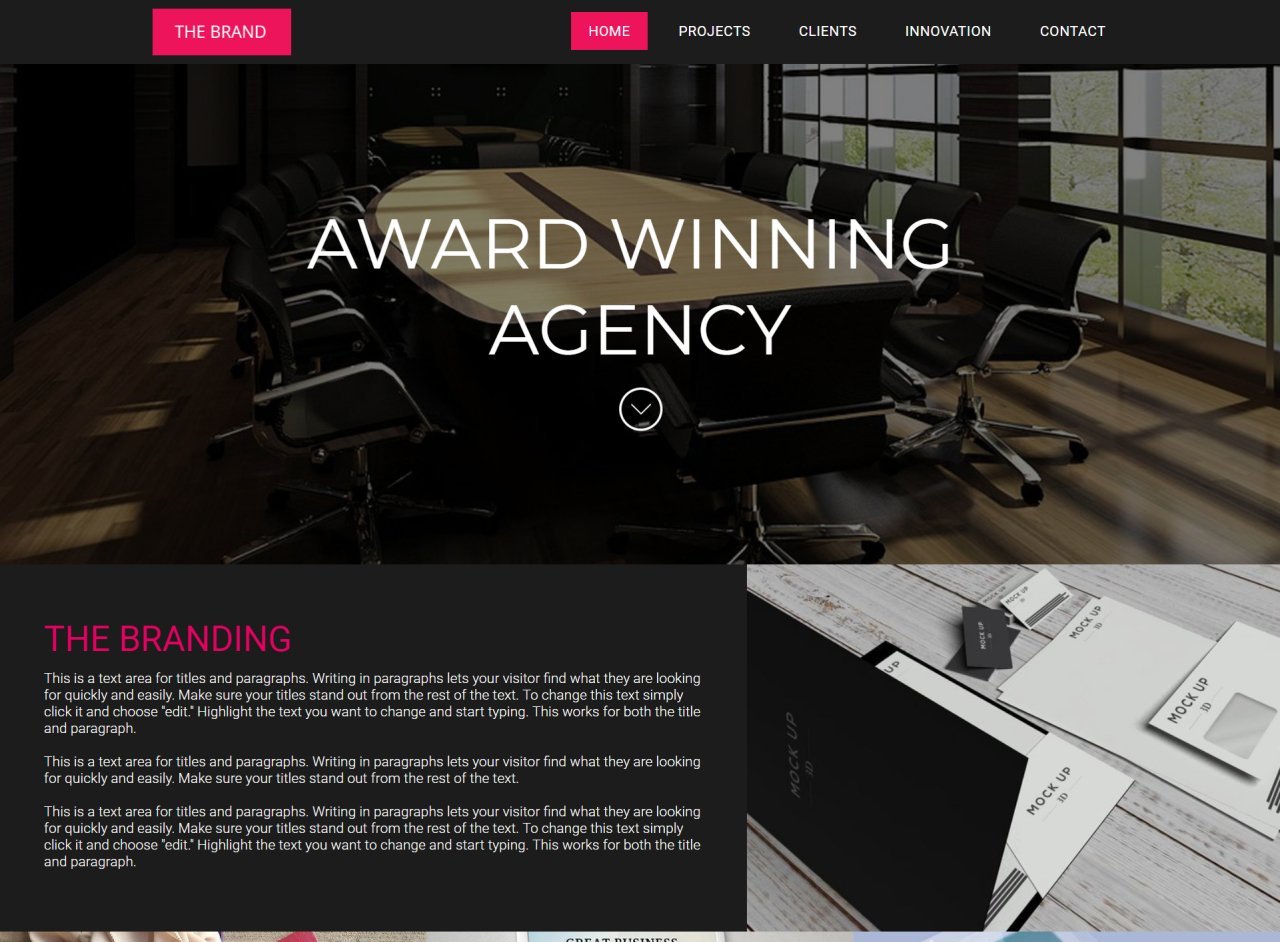 THE BRAND
HOME PROJECTS CLIENTS INNOVATION CONTACT
AWARD WINNING
AGENCY
THE BRANDING
This is a text area for titles and paragraphs. Writing in paragraphs lets your visitor find what they are looking
for quickly and easily. Make sure your titles stand out from the rest of the text. To change this text simply
click it and choose "edit." Highlight the text you want to change and start typing. This works for both the title
and paragraph.
This is a text area for titles and paragraphs. Writing in paragraphs lets your visitor find what they are looking
for quickly and easily. Make sure your titles stand out from the rest of the text.
This is a text area for titles and paragraphs. Writing in paragraphs lets your visitor find what they are looking
for quickly and easily. Make sure your titles stand out from the rest of the text. To change this text simply
click it and choose "edit." Highlight the text you want to change and start typing. This works for both the title
and paragraph.
MOCK UP
MOCK UP
MOCK UP
3D
MOCK UP
3D
MOCK UP
3D
UP
MOCK UP
3D
MOCK UP
3D
GREAT BUSINESS